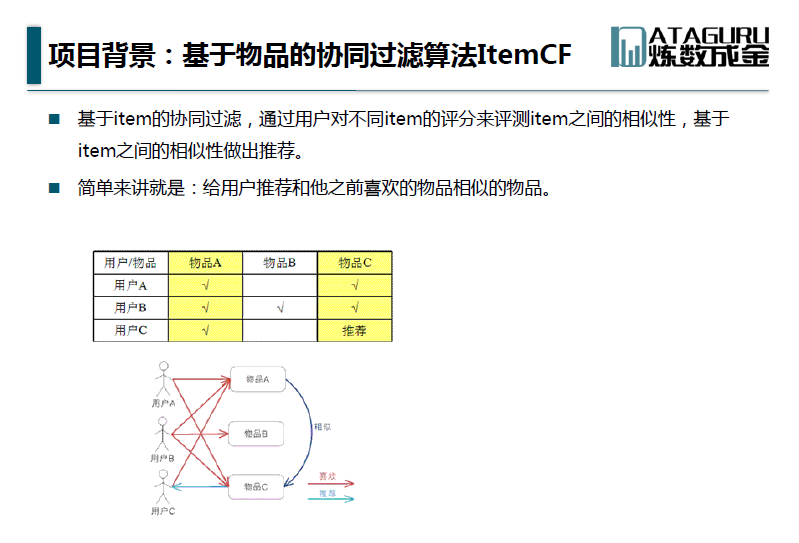 项目背景：基于物品的协同过滤算法ItemCF
ATAGURU
炼数成金
■ 基于item的协同过滤，通过用户对不同item的评分来评测item之间的相似性，基于
item之间的相似性做出推荐。
■ 简单来讲就是：给用户推荐和他之前喜欢的物品相似的物品。
用户/物品 物品A 物品B 物品C
用户A √ √
用户B √ √ √
用户C √ 推荐
物品A
用户A
相似
物品B
用户B
喜欢
物品C
推荐
用户C